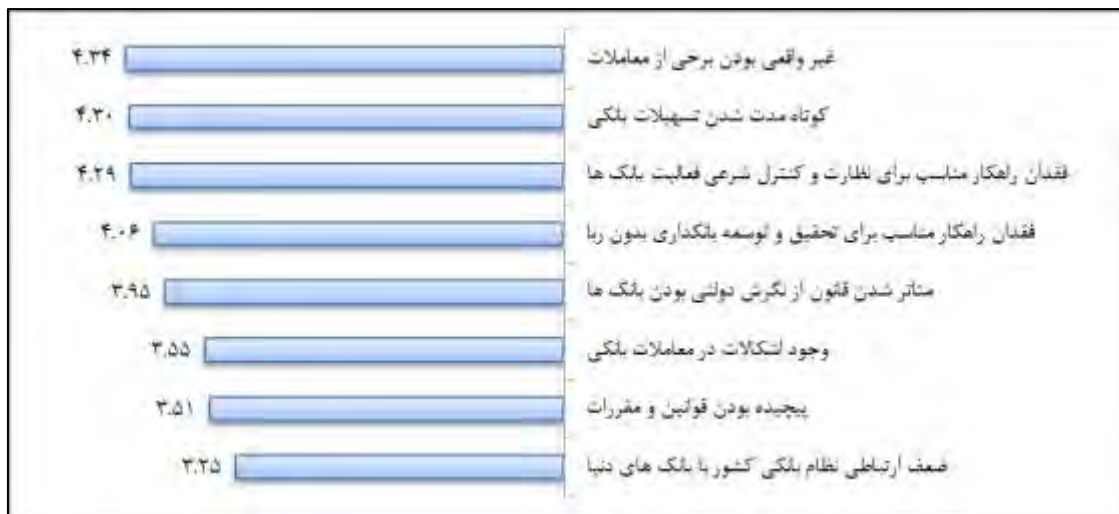 غیر واقعی بودن برخی از معاملات ۴.۳۴
کوتاه مدت شدن تسهیلات بانکی ۴.۳۰
فقدان راهکار مناسب برای نظارت و کنترل شرعی فعالیت بانک ها ۴.۲۹
فقدان راهکار مناسب برای تحقیق و توسعه بانکداری بدون ربا ۴.۰۶
متاثر شدن قانون از نگرش دولتی بودن بانک ها ۳.۹۵
وجود اشکالات در معاملات بانکی ۳.۵۵
پیچیده بودن قوانین و مقررات ۳.۵۱
ضعف ارتباطی نظام بانکی کشور با بانک های دنیا ۳.۲۵